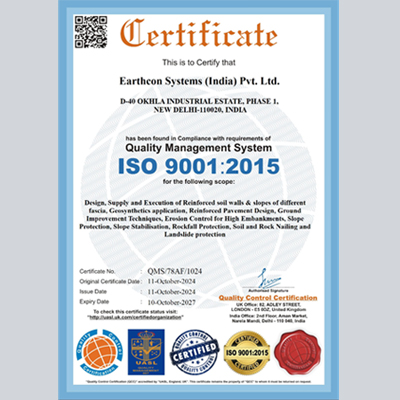 Certificate
This is to Certify that
Earthcon Systems (India) Pvt. Ltd.
D-40 OKHLA INDUSTRIAL ESTATE, PHASE 1,
NEW DELHI-110020, INDIA
has been found in Compliance with requirements of
Quality Management System
ISO 9001:2015
for the following scope:
Design, Supply and Execution of Reinforced soil walls & slopes of different
fascia, Geosynthetics application, Reinforced Pavement Design, Ground
Improvement Techniques, Erosion Control for High Embankments, Slope
Protection, Slope Stabilisation, Rockfall Protection, Soil and Rock Nailing and
Landslide protection
Certificate No. : QMS/78AF/1024
Original Certificate Date : 11-October-2024
Issue Date : 11-October-2024
Expiry Date : 10-October-2027
To check this certificate status visit:
"http://uasl.uk.com/certifiedorganization"
Authorised Signature
Quality Control Certification
UK Office: 82, ADLEY STREET,
LONDON - E5 0DZ, United Kingdom
India Office: 2nd Floor, Aman Market,
Narela Mandi, Delhi - 110 040, India
UASL
QUALITY CONTROL
CERTIFIED
ISO 9001:2015